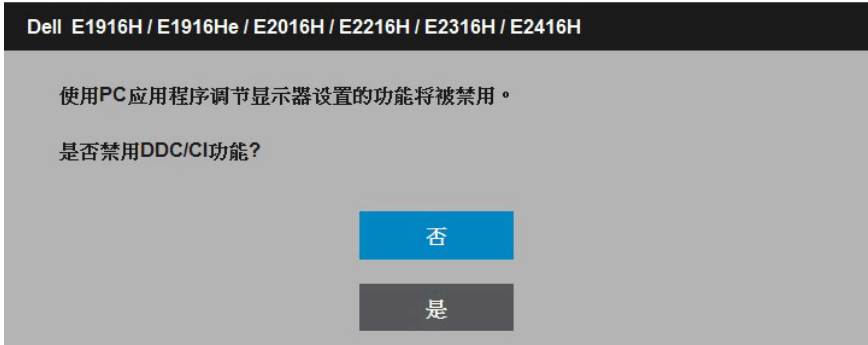 Dell E1916H / E1916He / E2016H / E2216H / E2316H / E2416H
使用PC应用程序调节显示器设置的功能将被禁用。
是否禁用DDC/CI功能?
否
是